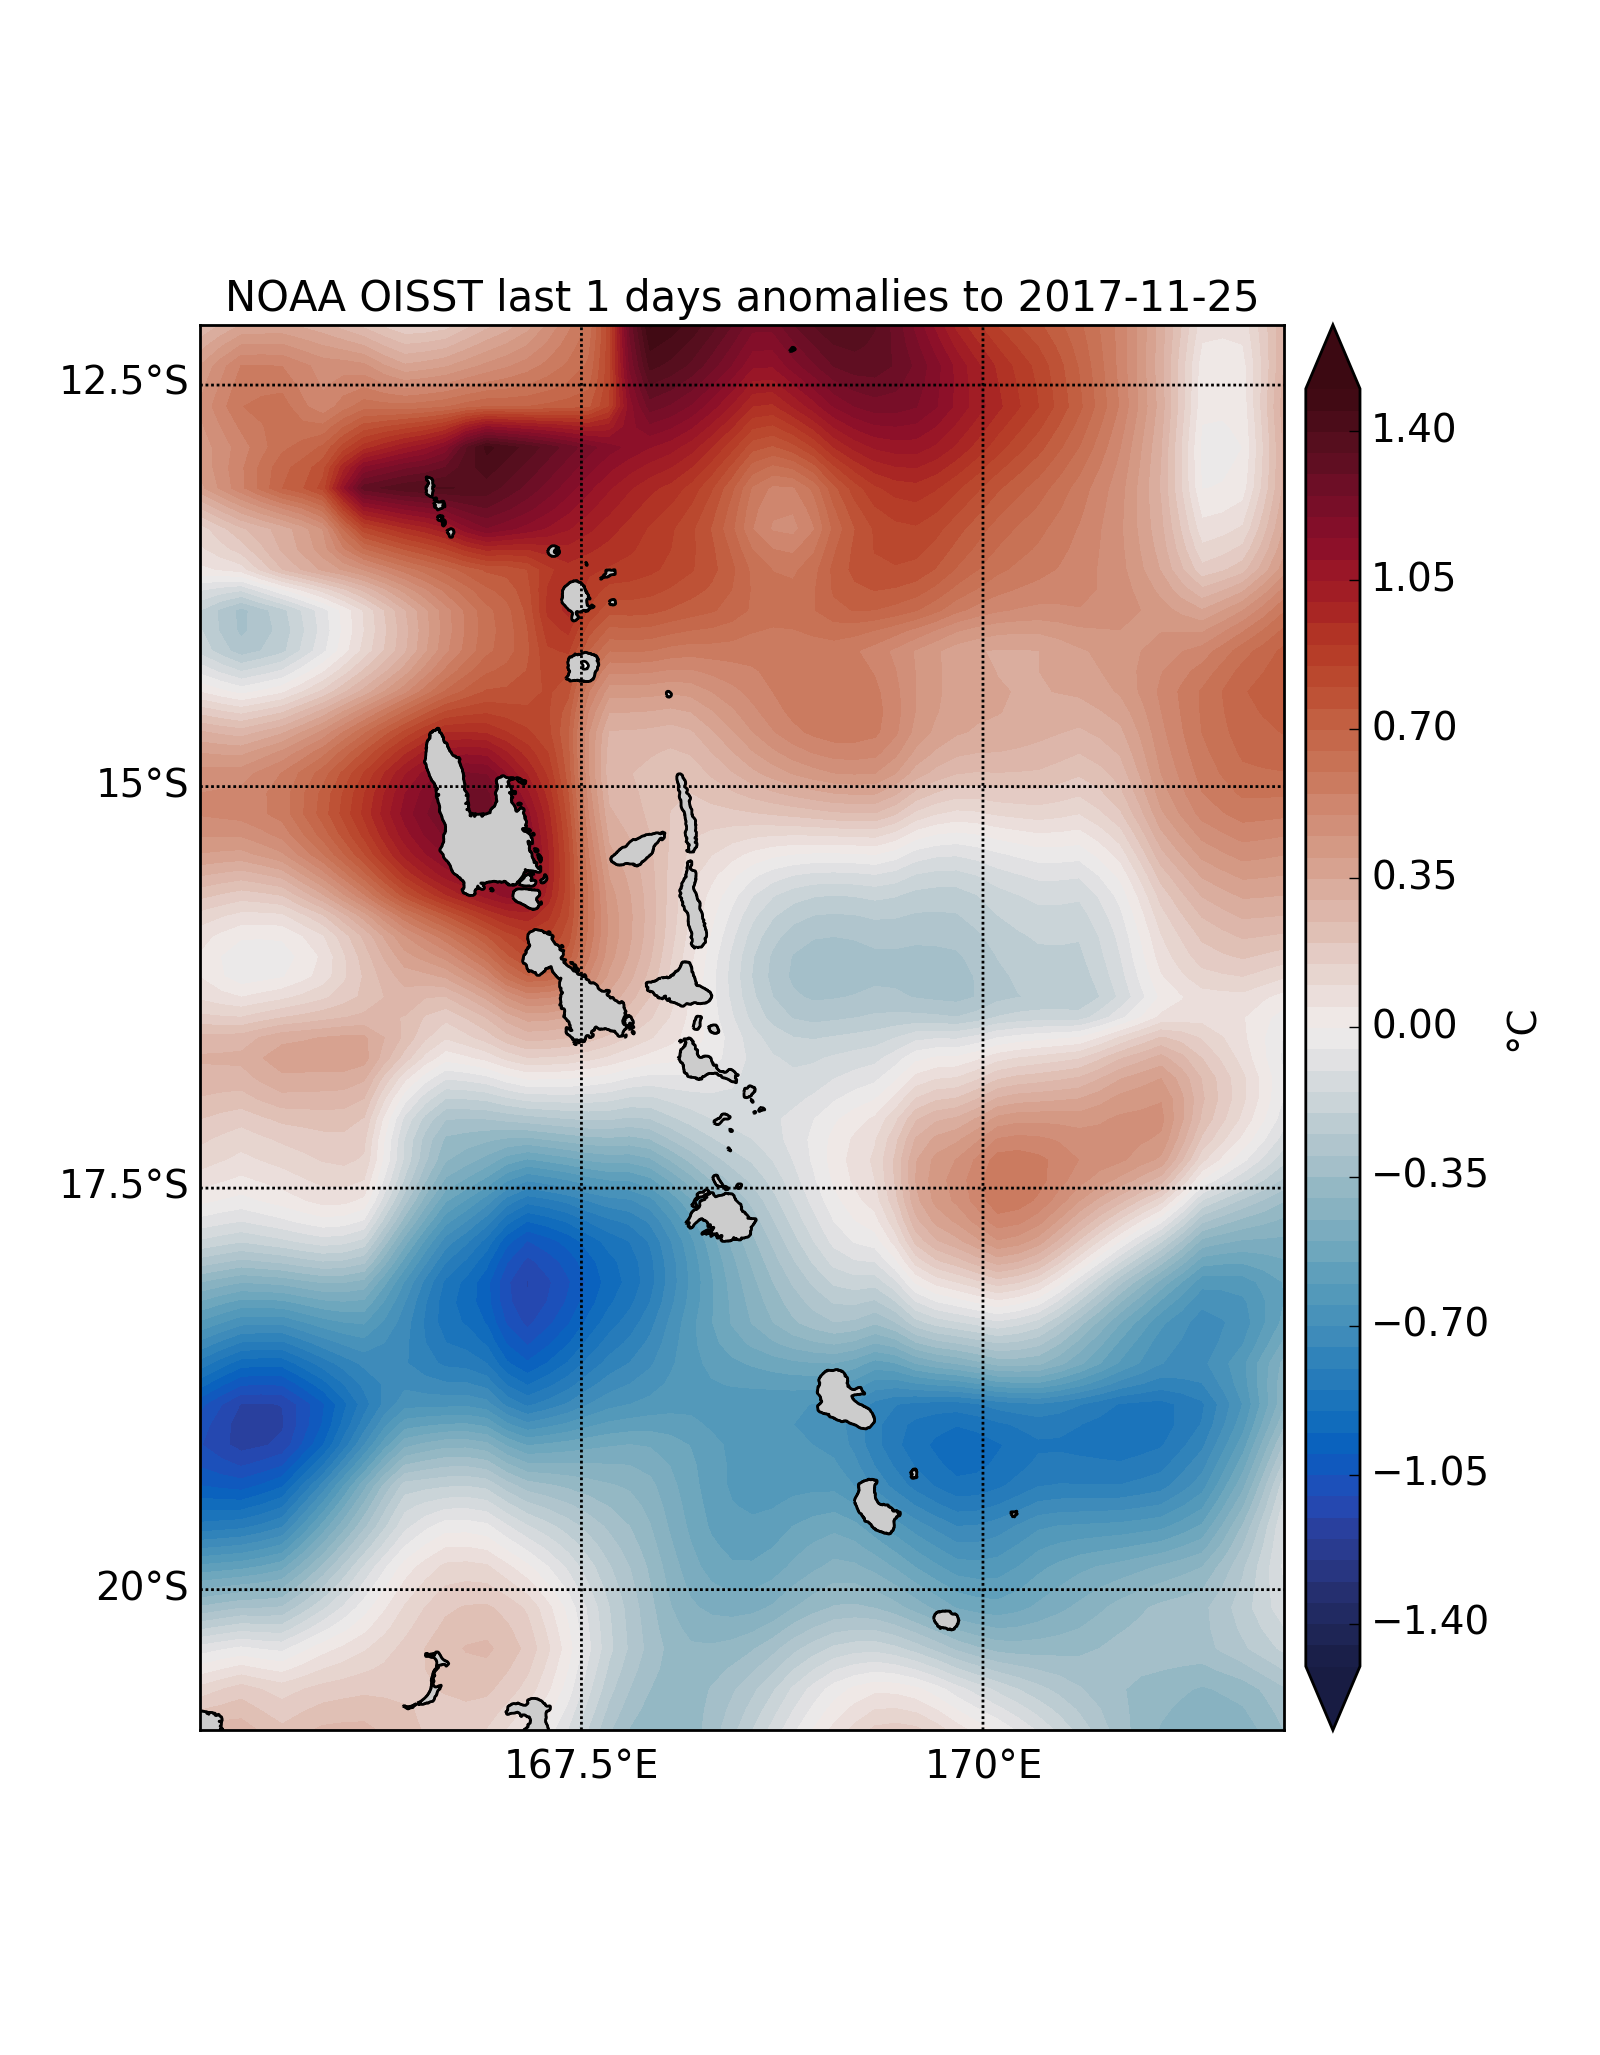 NOAA OISST last 1 days anomalies to 2017-11-25
12.5°S
15°S
17.5°S
20°S
167.5°E
170°E
1.40
1.05
0.70
0.35
0.00
−0.35
−0.70
−1.05
−1.40
°C